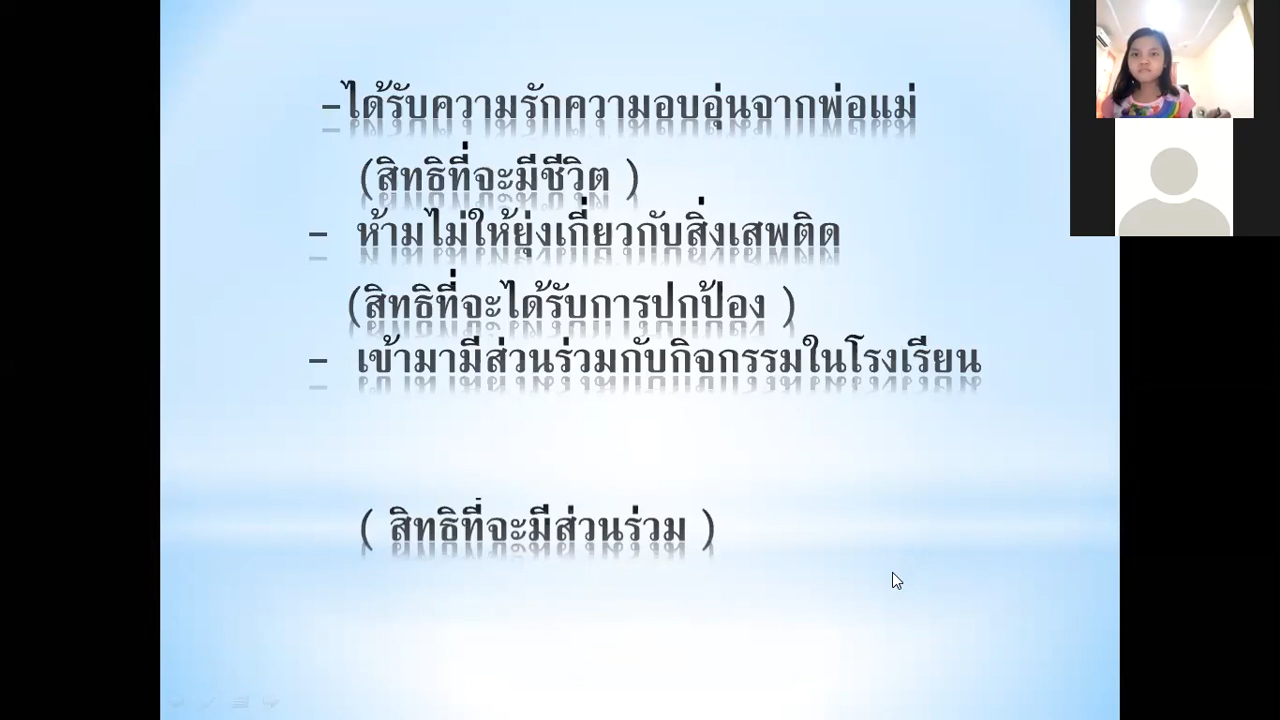 -ได้รับความรักความอบอุ่นจากพ่อแม่
(สิทธิที่จะมีชีวิต )
- ห้ามไม่ให้ยุ่งเกี่ยวกับสิ่งเสพติด
(สิทธิที่จะได้รับการปกป้อง )
- เข้ามามีส่วนร่วมกับกิจกรรมในโรงเรียน
( สิทธิที่จะมีส่วนร่วม )